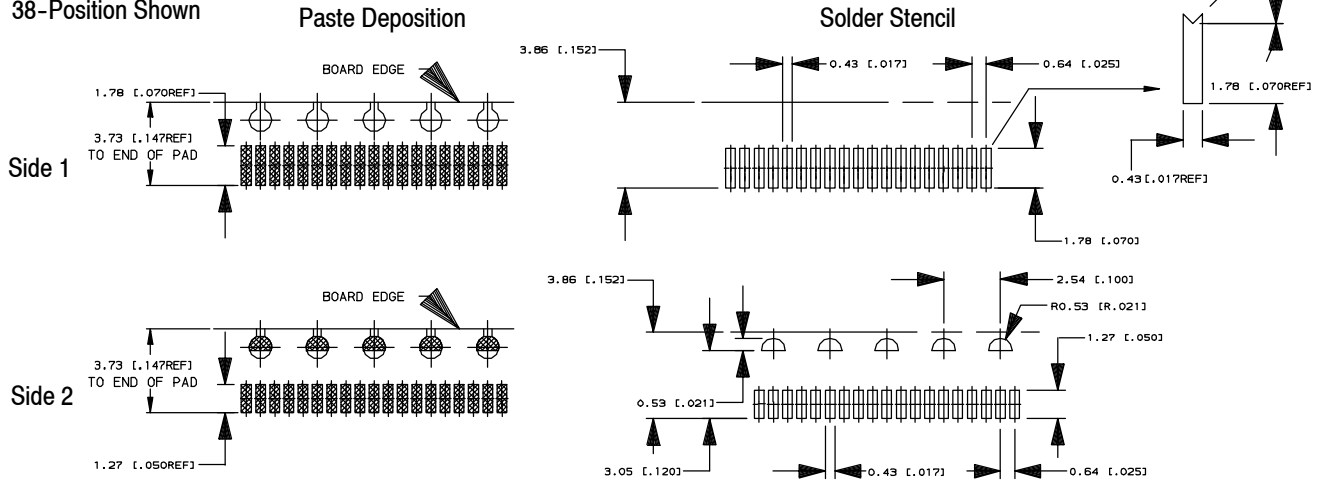 38-Position Shown
Paste Deposition
Solder Stencil
BOARD EDGE
1.78 [.070REF]
3.73 [.147REF]
TO END OF PAD
Side 1
3.86 [.152]
0.43 [.017]
0.64 [.025]
1.78 [.070REF]
0.43[.017REF]
1.78 [.070]
BOARD EDGE
3.73 [.147REF]
TO END OF PAD
Side 2
1.27 [.050REF]
3.86 [.152]
2.54 [.100]
R0.53 [R.021]
1.27 [.050]
0.53 [.021]
3.05 [.120]
0.43 [.017]
0.64 [.025]